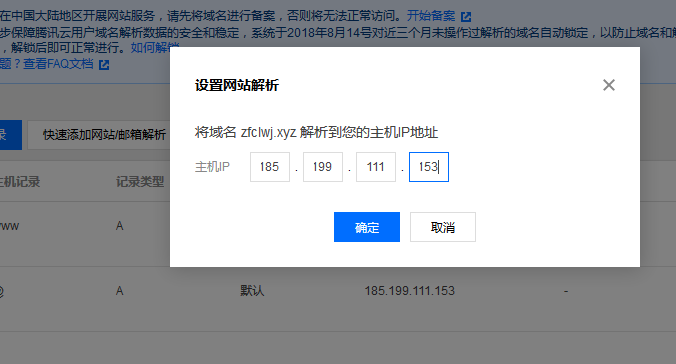 在中国大陆地区开展网站服务，请先将域名进行备案，否则将无法正常访问。开始备案
步保障腾讯云用户域名解析数据的安全和稳定，系统于2018年8月14号对近三个月未操作过解析的域名自动锁定，以防止域名和解
，解锁后即可正常进行。如何解锁
题？查看FAQ文档
设置网站解析
将域名 zfclwj.xyz 解析到您的主机IP地址
主机IP 185 . 199 . 111 . 153
确定 取消
录 快速添加网站/邮箱解析
主机记录 记录类型
www A
@ A 默认 185.199.111.153 -